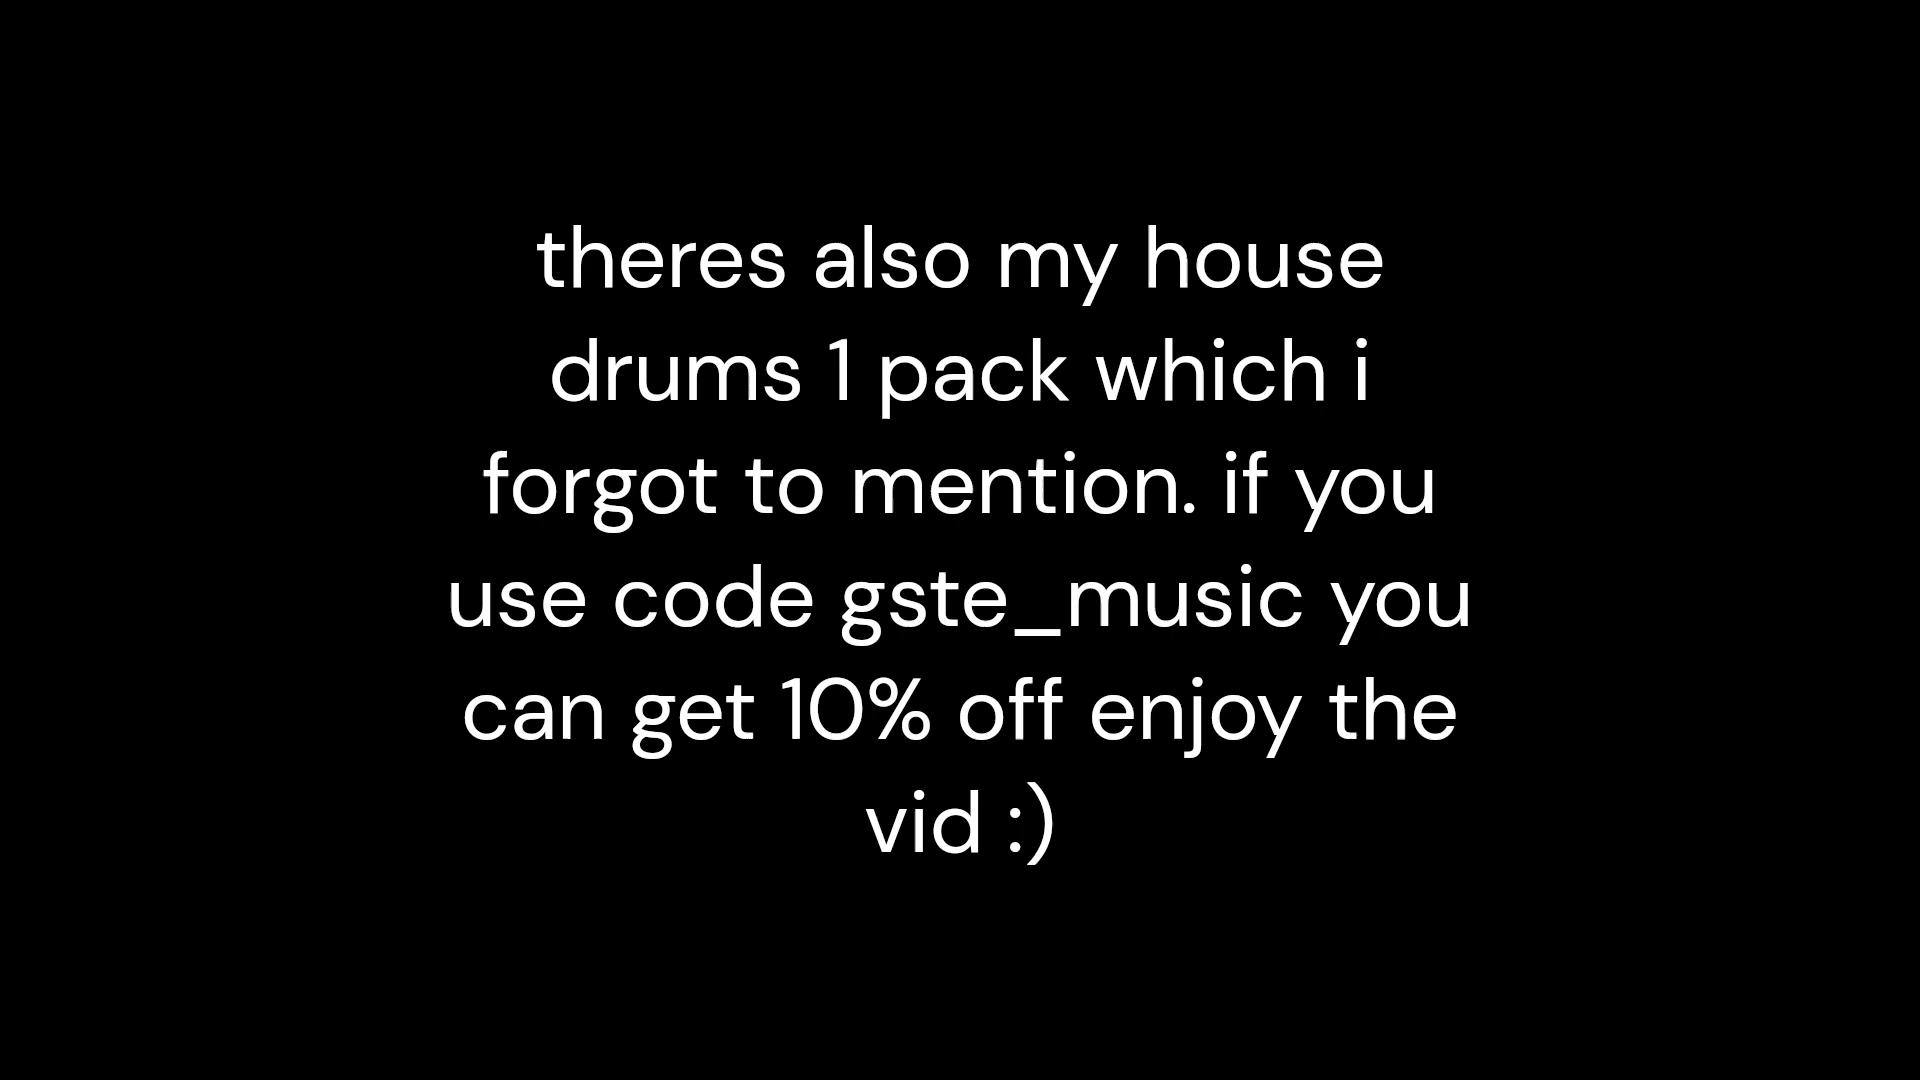 theres also my house
drums 1 pack which i
forgot to mention. if you
use code gste_music you
can get 10% off enjoy the
vid :)